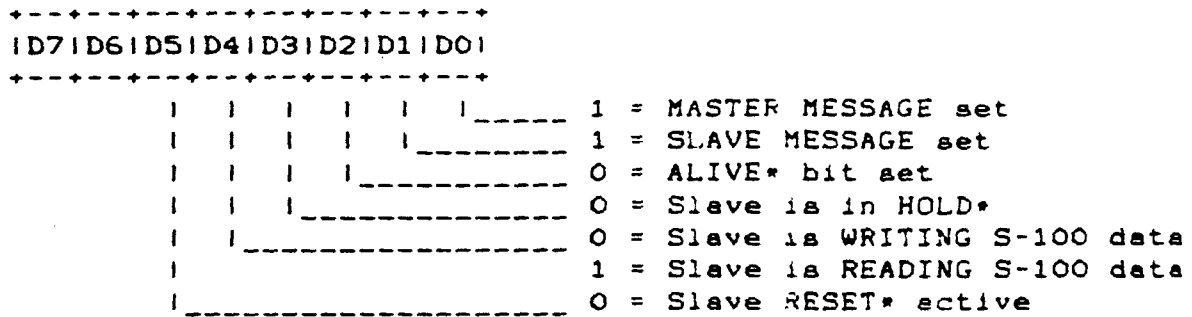 +--+--+--+--+--+--+--+--+
|D7|D6|D5|D4|D3|D2|D1|D0|
+--+--+--+--+--+--+--+--+
| | | | | |_____ 1 = MASTER MESSAGE set
| | | | |________ 1 = SLAVE MESSAGE set
| | | |___________ 0 = ALIVE* bit set
| | |______________ 0 = Slave is in HOLD*
| |_________________ 0 = Slave is WRITING S-100 data
| 1 = Slave is READING S-100 data
|____________________ 0 = Slave RESET* active